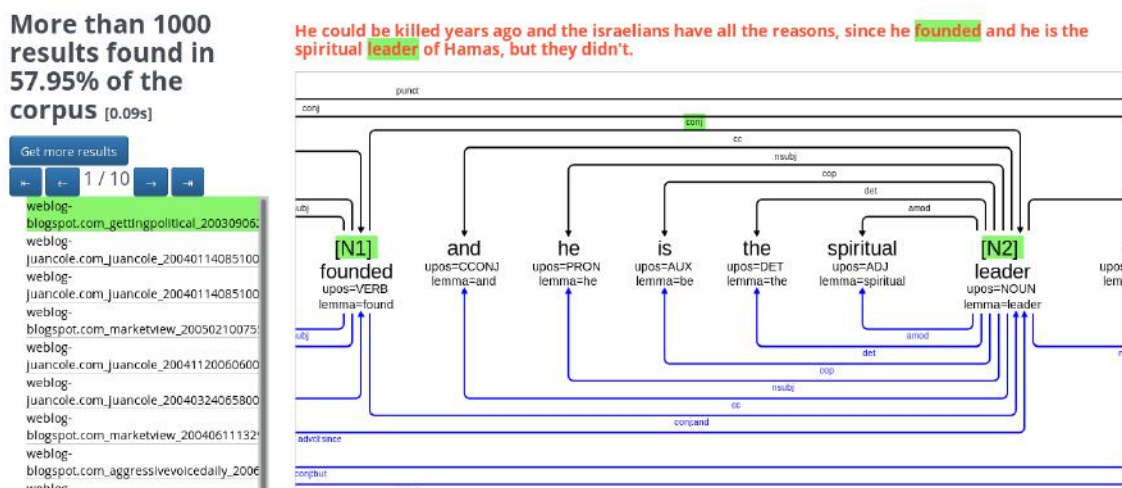 More than 1000
results found in
57.95% of the
corpus [0.09s]
Get more results
1 / 10
weblog-
blogspot.com_gettingpolitical_20030906
weblog-
juancole.com_juancole_20040114085100
weblog-
juancole.com_juancole_20040114085100
weblog-
blogspot.com_marketview_2005021007
weblog-
juancole.com_juancole_20041120060600
weblog-
juancole.com_juancole_20040324065800
weblog-
blogspot.com_marketview_2004061113
weblog-
blogspot.com_aggressivevoicedaily_2006
weblog-
He could be killed years ago and the israelians have all the reasons, since he founded and he is the
spiritual leader of Hamas, but they didn't.
punct
conj
conj
cc
nsubj
cop
det
ubj amod
[N1] and he is the spiritual [N2]
founded upos=CCONJ upos=PRON upos=AUX upos=DET upos=ADJ leader
upos=VERB lemma=and lemma=he lemma=be lemma=the lemma=spiritual upos=NOUN
lemma=found lemma=leader
ubj amod
det
cop
nsubj
cc
conj:and
advcl:since
conj:but